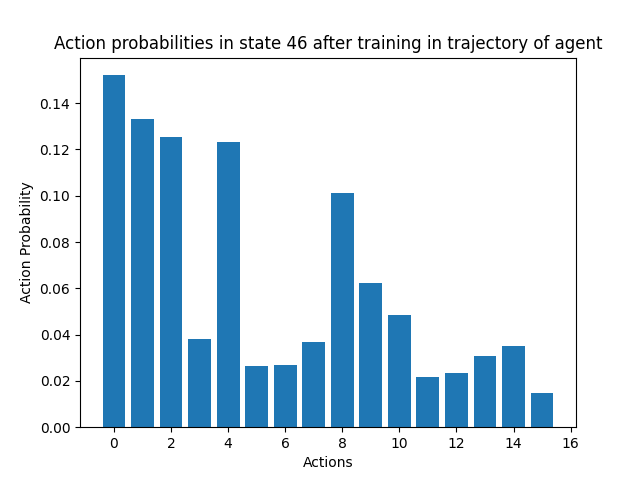 Action probabilities in state 46 after training in trajectory of agent
0.14
0.12
0.10
0.08
0.06
0.04
0.02
0.00
Action Probability
0 2 4 6 8 10 12 14 16
Actions